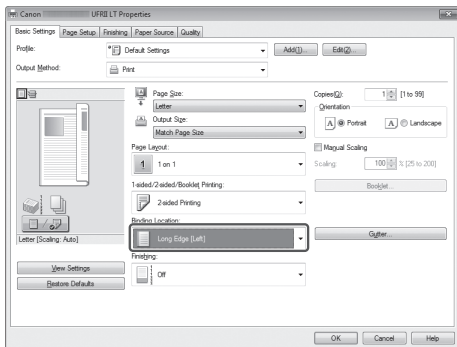 Canon UFRII LT Properties
Basic Settings Page Setup Finishing Paper Source Quality
Profile: Default Settings Add(1)... Edit(2)...
Output Method: Print
Page Size:
Letter
Output Size:
Match Page Size
Copies(Q): 1 [1 to 99]
Orientation
A Portrait A Landscape
Page Layout:
1 1 on 1
Manual Scaling
Scaling: 100 % [25 to 200]
1-sided/2-sided/Booklet Printing:
2-sided Printing
Booklet...
Binding Location:
Long Edge [Left]
Gutter...
Letter [Scaling: Auto]
Finishing:
Off
View Settings
Restore Defaults
OK Cancel Help